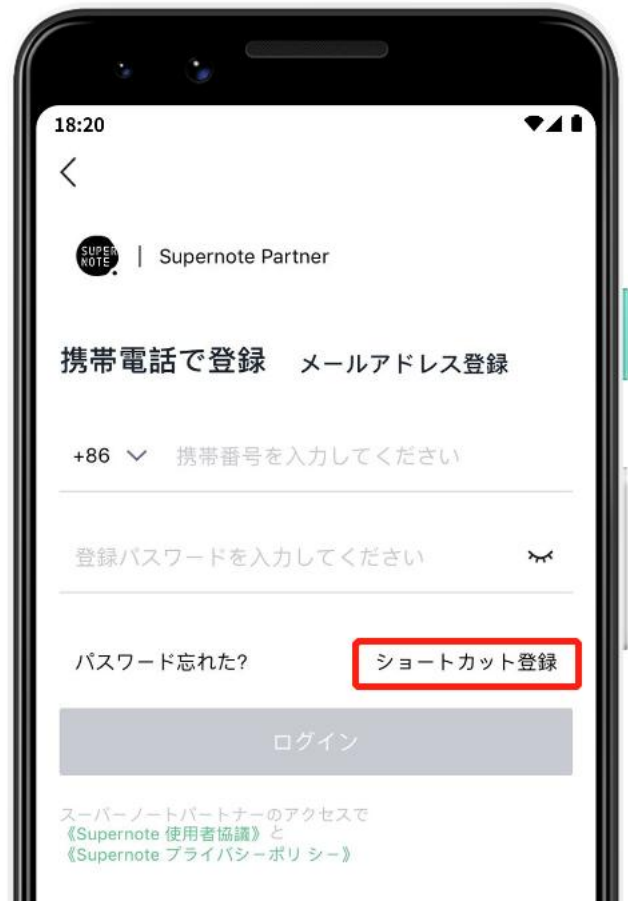 18:20
SUPER
NOTE
| Supernote Partner
携帯電話で登録 メールアドレス登録
+86 携帯番号を入力してください
登録パスワードを入力してください
パスワード忘れた? ショートカット登録
ログイン
スーパーノートパートナーのアクセスで
《Supernote 使用者協議》と
《Supernote プライバシーポリ シー》